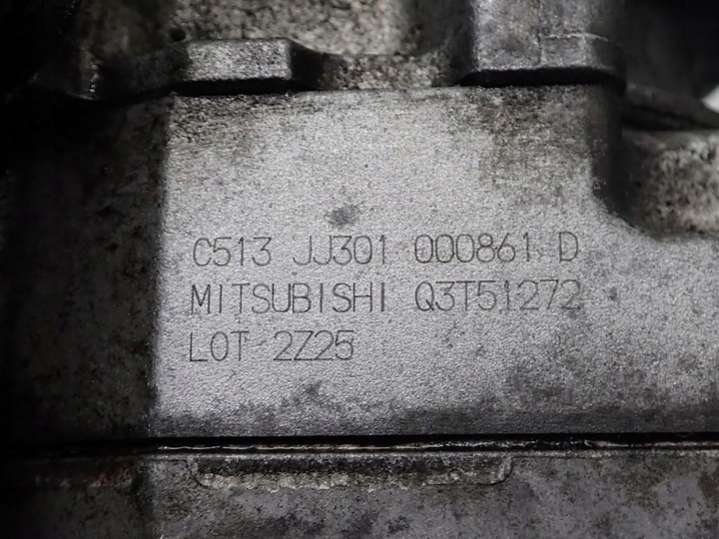 C513 JJ301 000861 D
MITSUBISHI Q3T51272
LOT 2Z25